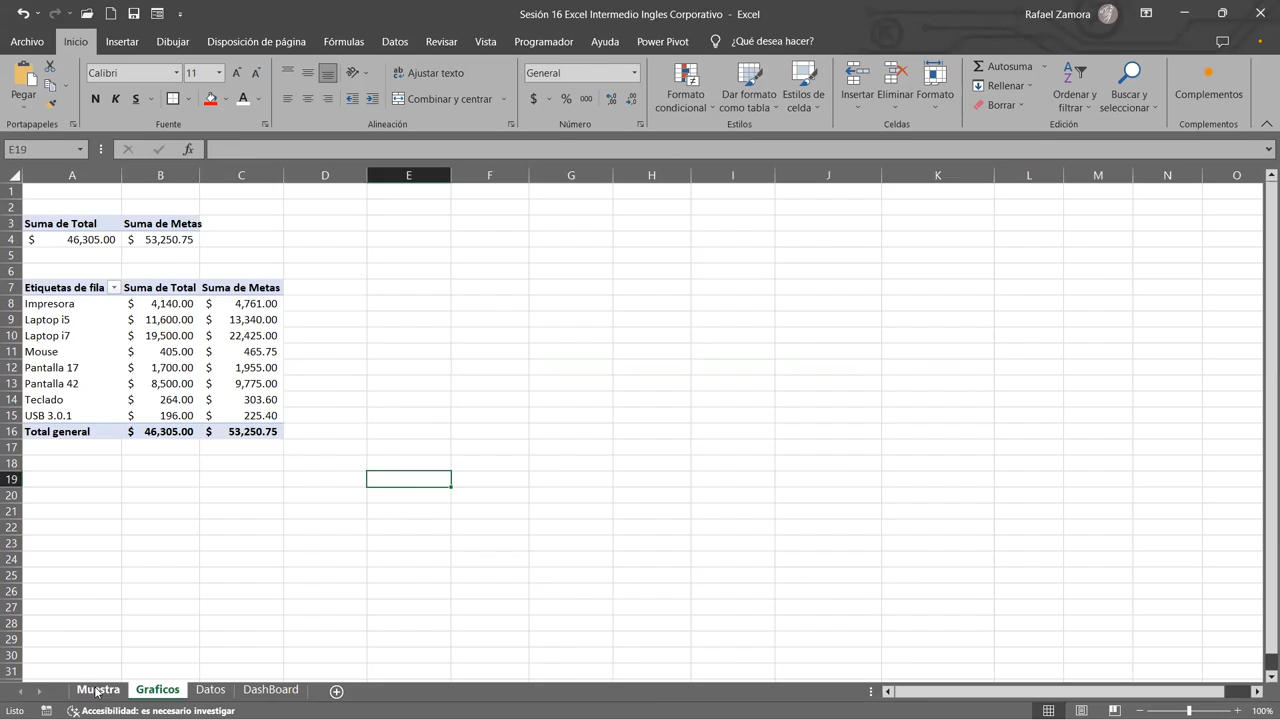 Sesión 16 Excel Intermedio Ingles Corporativo - Excel
Rafael Zamora
Archivo Inicio Insertar Dibujar Disposición de página Fórmulas Datos Revisar Vista Programador Ayuda Power Pivot ¿Qué desea hacer?
Pegar
Portapapeles
Calibri 11
N K S
Fuente
Ajustar texto
Combinar y centrar
Alineación
General
$ % 000
Número
Formato condicional
Dar formato como tabla
Estilos de celda
Estilos
Insertar Eliminar Formato
Celdas
Autosuma
Rellenar
Borrar
Ordenar y filtrar
Buscar y seleccionar
Edición
Complementos
Complementos
E19
fx
A B C D E F G H I J K L M N O
1
2
3 Suma de Total Suma de Metas
4 $ 46,305.00 $ 53,250.75
5
6
7 Etiquetas de fila Suma de Total Suma de Metas
8 Impresora $ 4,140.00 $ 4,761.00
9 Laptop i5 $ 11,600.00 $ 13,340.00
10 Laptop i7 $ 19,500.00 $ 22,425.00
11 Mouse $ 405.00 $ 465.75
12 Pantalla 17 $ 1,700.00 $ 1,955.00
13 Pantalla 42 $ 8,500.00 $ 9,775.00
14 Teclado $ 264.00 $ 303.60
15 USB 3.0.1 $ 196.00 $ 225.40
16 Total general $ 46,305.00 $ 53,250.75
17
18
19
20
21
22
23
24
25
26
27
28
29
30
31
Muestra Graficos Datos DashBoard
Listo Accesibilidad: es necesario investigar 100%